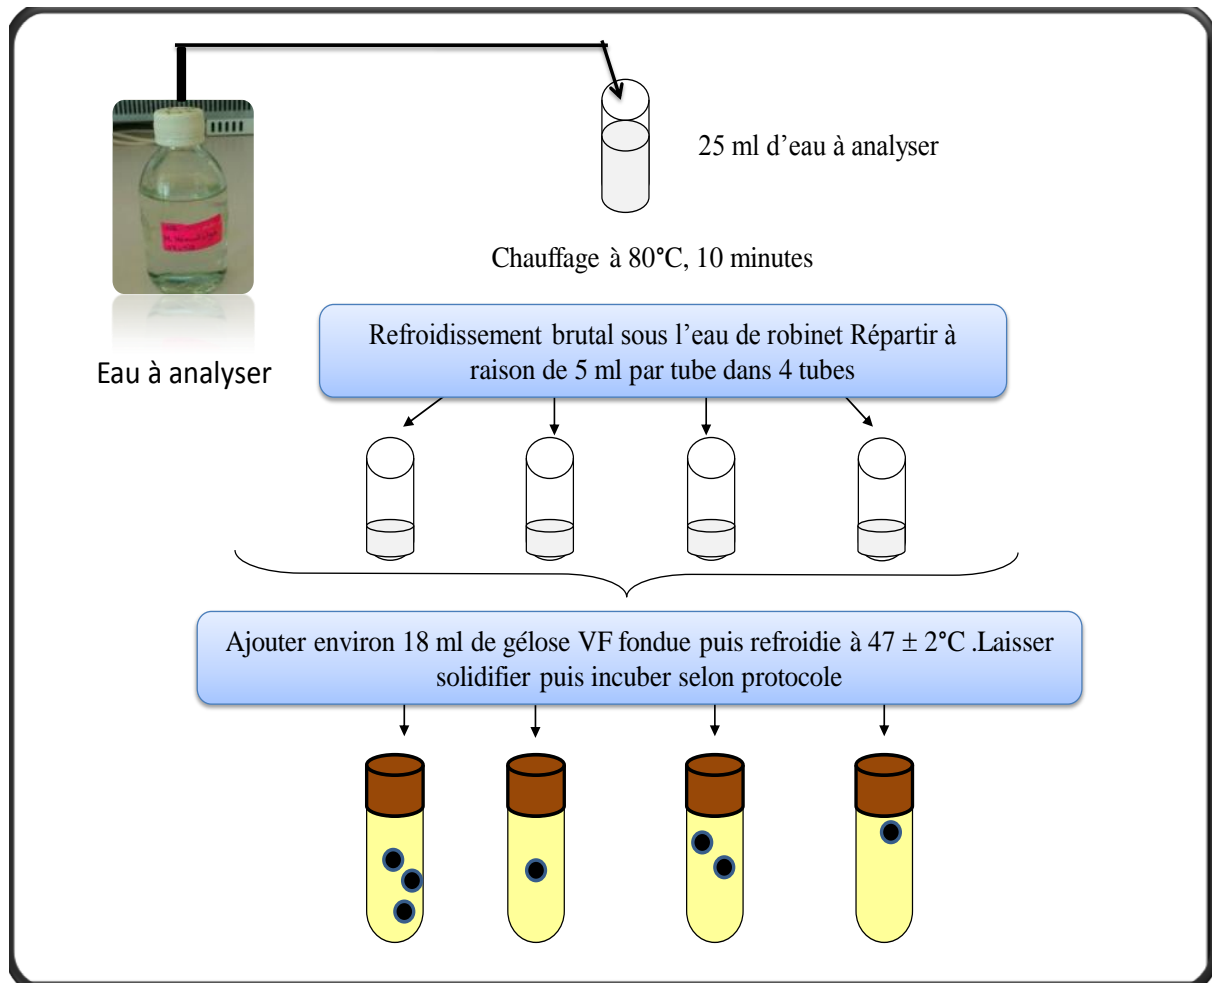 25 ml d’eau à analyser
Chauffage à 80°C, 10 minutes
Refroidissement brutal sous l’eau de robinet Répartir à
raison de 5 ml par tube dans 4 tubes
Eau à analyser
Ajouter environ 18 ml de gélose VF fondue puis refroidie à 47 ± 2°C .Laisser
solidifier puis incuber selon protocole